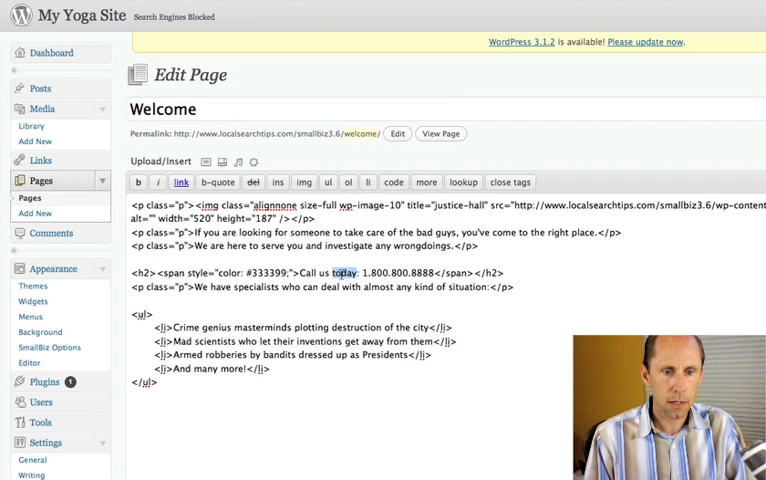 My Yoga Site Search Engines Blocked
WordPress 3.1.2 is available! Please update now.
Dashboard
Posts
Media
Library
Add New
Links
Pages
Pages
Add New
Comments
Appearance
Themes
Widgets
Menus
Background
SmallBiz Options
Editor
Plugins 1
Users
Tools
Settings
General
Writing
Edit Page
Welcome
Permalink: http://www.localsearchtips.com/smallbiz3.6/welcome/ Edit View Page
Upload/Insert
b i link b-quote del ins img ul ol li code more lookup close tags
<p class="p"><img class="alignnone size-full wp-image-10" title="justice-hall" src="http://www.localsearchtips.com/smallbiz3.6/wp-content
alt="" width="520" height="187" /></p>
<p class="p">If you are looking for someone to take care of the bad guys, you've come to the right place.</p>
<p class="p">We are here to serve you and investigate any wrongdoings.</p>
<h2><span style="color: #333399;">Call us today: 1.800.800.8888</span></h2>
<p class="p">We have specialists who can deal with almost any kind of situation:</p>
<ul>
<li>Crime genius masterminds plotting destruction of the city</li>
<li>Mad scientists who let their inventions get away from them</li>
<li>Armed robberies by bandits dressed up as Presidents</li>
<li>And many more!</li>
</ul>